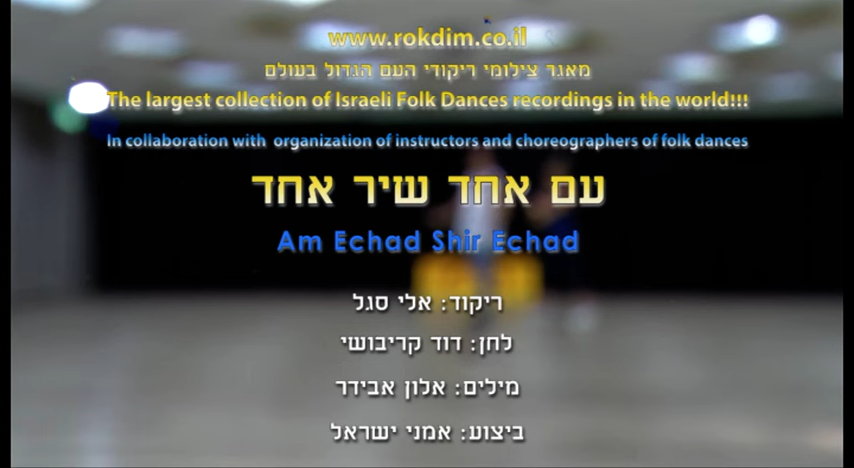 www.rokdim.co.il
מאגר צילומי ריקודי העם הגדול בעולם
The largest collection of Israeli Folk Dances recordings in the world!!!
In collaboration with organization of instructors and choreographers of folk dances
עם אחד שיר אחד
Am Echad Shir Echad
ריקוד: אלי סגל
לחן: דוד קריבושי
מילים: אלון אבידר
ביצוע: אמני ישראל